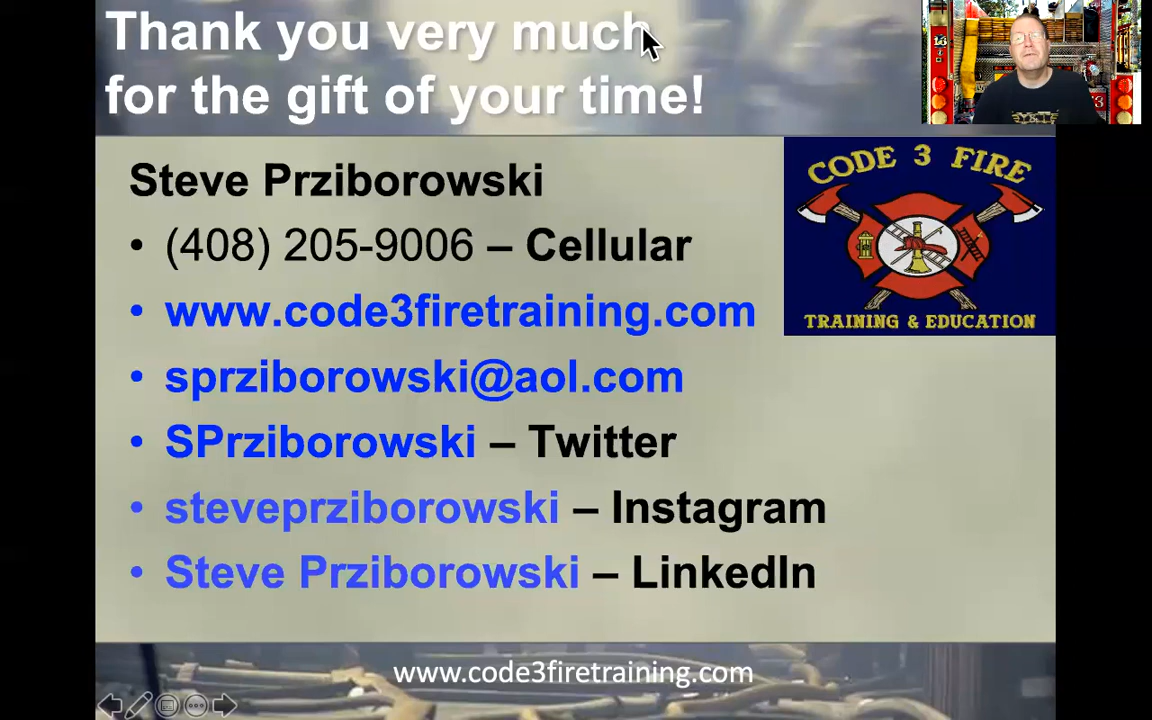 Thank you very much
for the gift of your time!
Steve Prziborowski
• (408) 205-9006 – Cellular
• www.code3firetraining.com
• sprziborowski@aol.com
• SPrziborowski – Twitter
• steveprziborowski – Instagram
• Steve Prziborowski – LinkedIn
CODE 3 FIRE
TRAINING & EDUCATION
www.code3firetraining.com